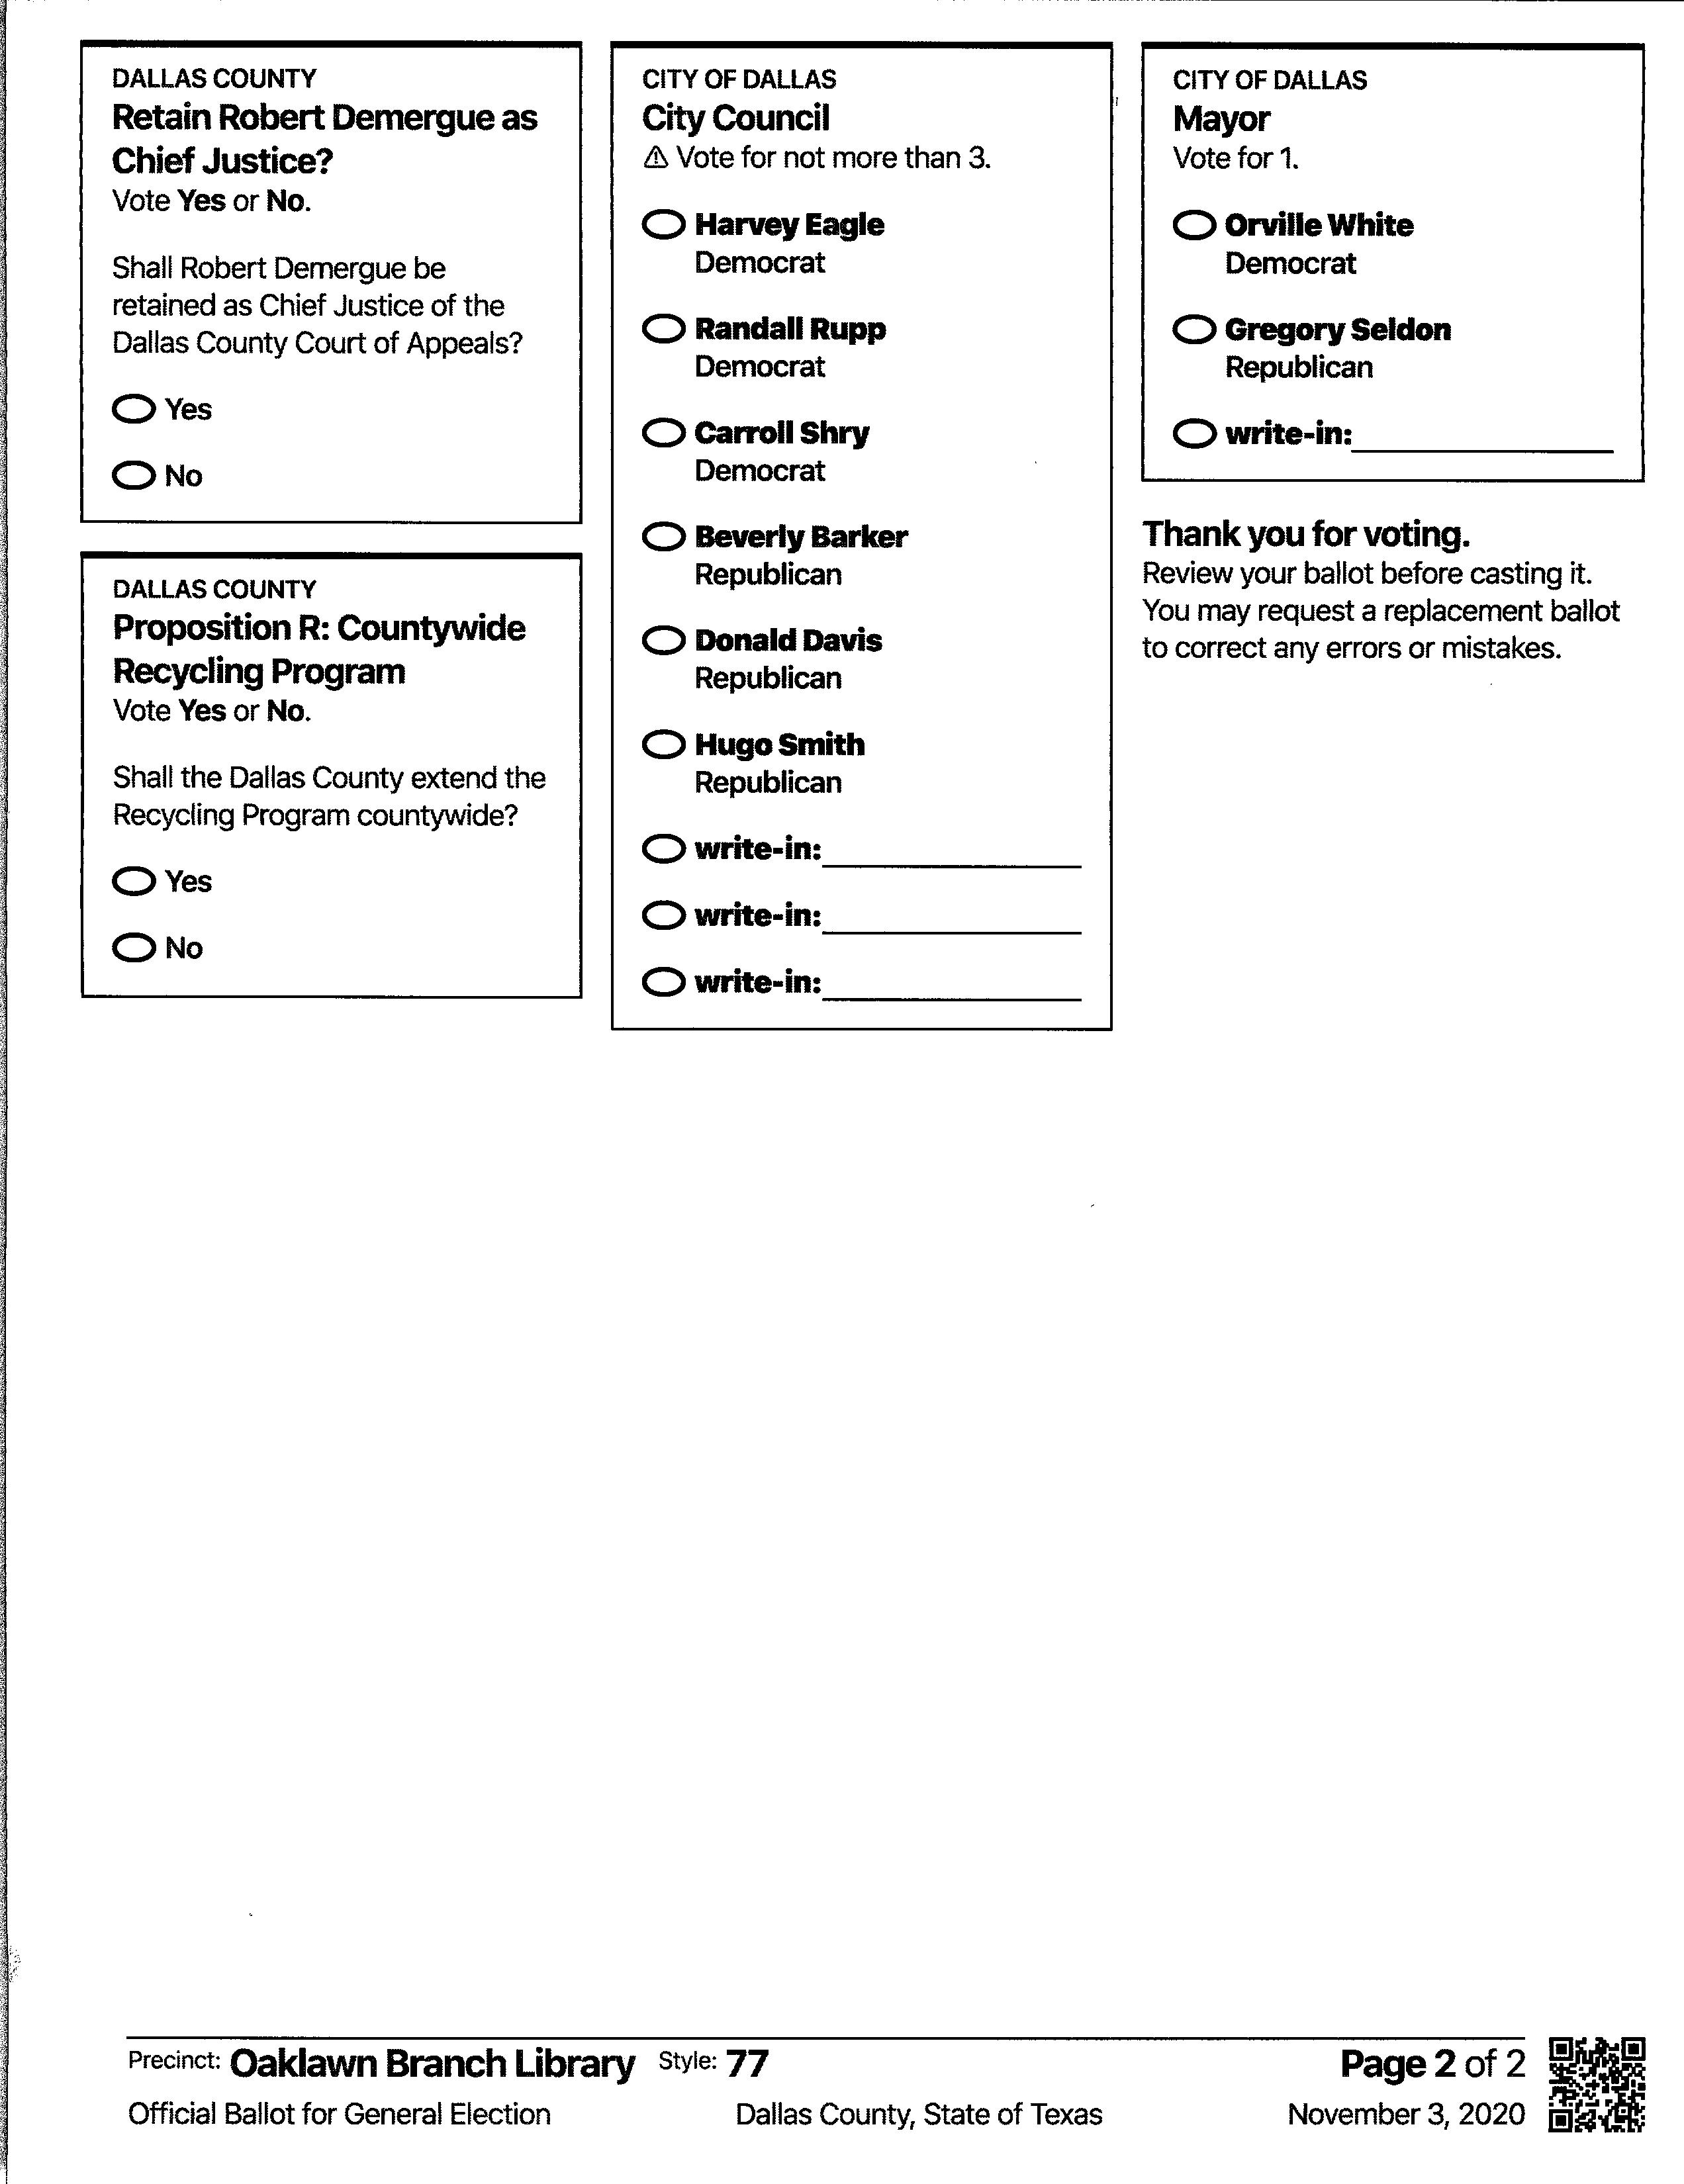 DALLAS COUNTY
Retain Robert Demergue as
Chief Justice?
Vote Yes or No.
Shall Robert Demergue be
retained as Chief Justice of the
Dallas County Court of Appeals?
Yes
No
DALLAS COUNTY
Proposition R: Countywide
Recycling Program
Vote Yes or No.
Shall the Dallas County extend the
Recycling Program countywide?
Yes
No
CITY OF DALLAS
City Council
⚠ Vote for not more than 3.
Harvey Eagle
Democrat
Randall Rupp
Democrat
Carroll Shry
Democrat
Beverly Barker
Republican
Donald Davis
Republican
Hugo Smith
Republican
write-in:
write-in:
write-in:
CITY OF DALLAS
Mayor
Vote for 1.
Orville White
Democrat
Gregory Seldon
Republican
write-in:
Thank you for voting.
Review your ballot before casting it.
You may request a replacement ballot
to correct any errors or mistakes.
Precinct: Oaklawn Branch Library Style: 77 Page 2 of 2
Official Ballot for General Election Dallas County, State of Texas November 3, 2020